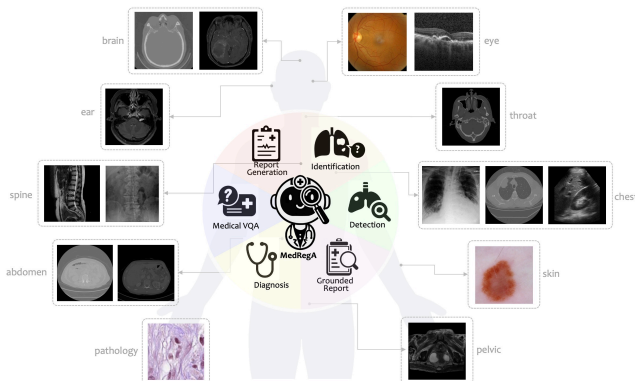 brain
eye
ear
throat
Report
Generation
Identification
spine
chest
Medical VQA
Detection
MedRegA
abdomen
Diagnosis
Grounded
Report
skin
pathology
pelvic